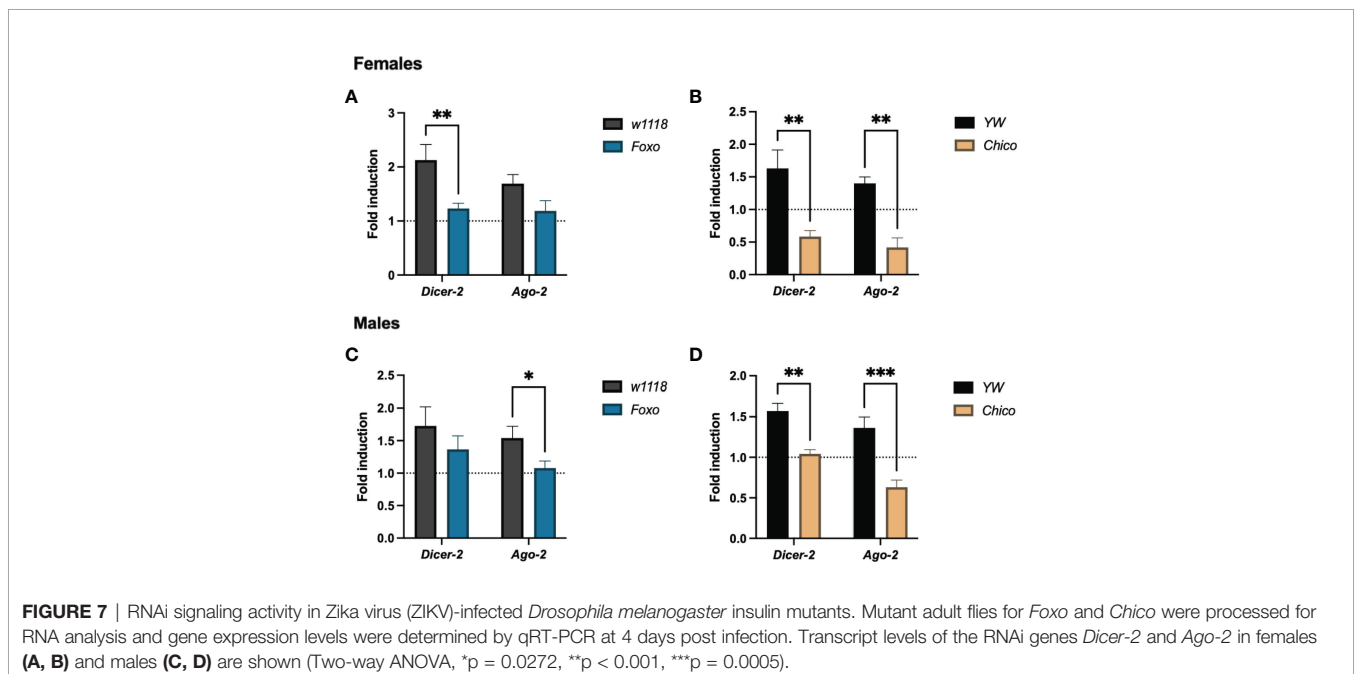 Females
A
B
**
3
2
1
0
Fold induction
w1118
Foxo
Dicer-2
Ago-2
** **
2.5
2.0
1.5
1.0
0.5
0.0
Fold induction
YW
Chico
Dicer-2
Ago-2
Males
C
D
*
2.5
2.0
1.5
1.0
0.5
0.0
Fold induction
w1118
Foxo
Dicer-2
Ago-2
** ***
2.0
1.5
1.0
0.5
0.0
Fold induction
YW
Chico
Dicer-2
Ago-2
FIGURE 7 | RNAi signaling activity in Zika virus (ZIKV)-infected Drosophila melanogaster insulin mutants. Mutant adult flies for Foxo and Chico were processed for
RNA analysis and gene expression levels were determined by qRT-PCR at 4 days post infection. Transcript levels of the RNAi genes Dicer-2 and Ago-2 in females
(A, B) and males (C, D) are shown (Two-way ANOVA, *p = 0.0272, **p < 0.001, ***p = 0.0005).